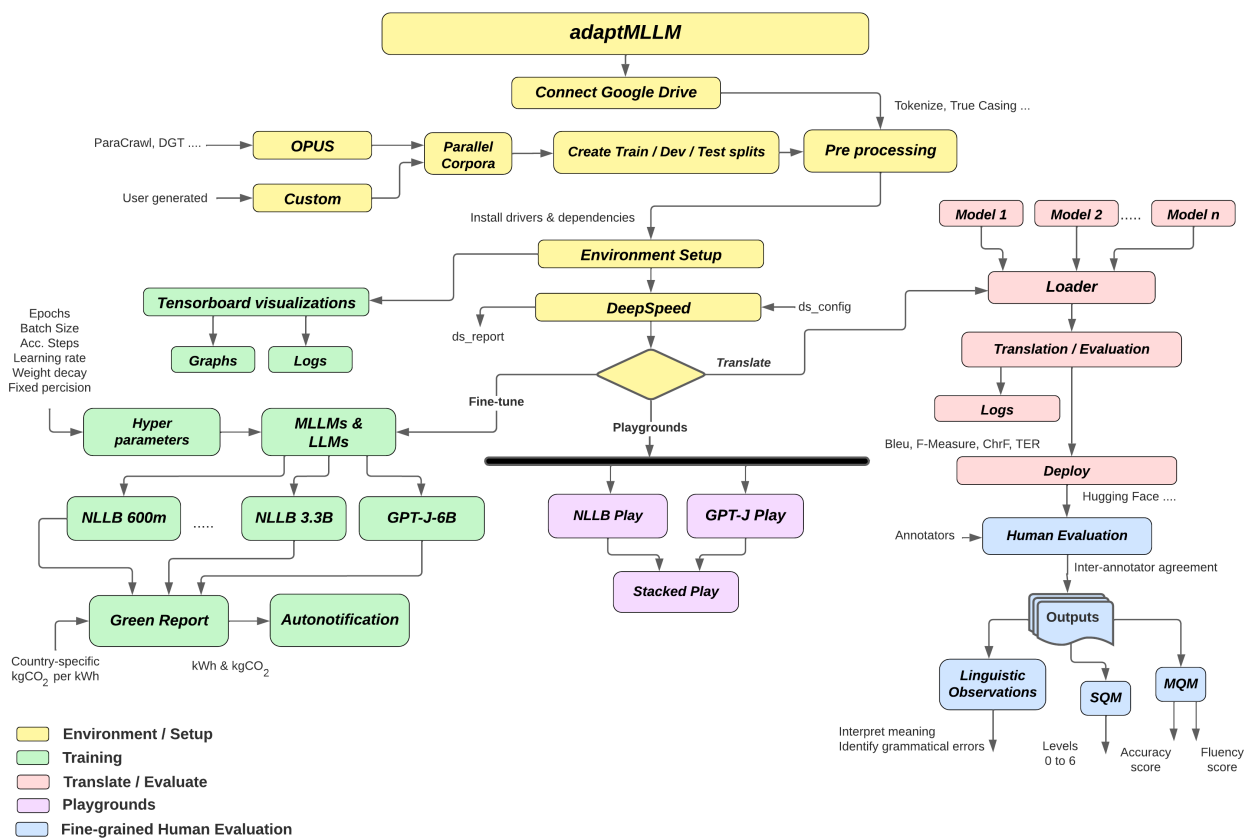 adaptMLLM
Connect Google Drive
Tokenize, True Casing ...
ParaCrawl, DGT ....
OPUS
Parallel
Corpora
Create Train / Dev / Test splits
Pre processing
User generated
Custom
Install drivers & dependencies
Environment Setup
Model 1
Model 2
.....
Model n
Loader
Tensorboard visualizations
Graphs
Logs
DeepSpeed
ds_config
ds_report
Translate
Fine-tune
Playgrounds
Translation / Evaluation
Logs
Epochs
Batch Size
Acc. Steps
Learning rate
Weight decay
Fixed percision
Hyper
parameters
MLLMs &
LLMs
NLLB 600m
.....
NLLB 3.3B
GPT-J-6B
NLLB Play
GPT-J Play
Stacked Play
Bleu, F-Measure, ChrF, TER
Deploy
Hugging Face ....
Annotators
Human Evaluation
Inter-annotator agreement
Outputs
Green Report
Autonotification
Country-specific
kgCO2 per kWh
kWh & kgCO2
Linguistic
Observations
SQM
MQM
Interpret meaning
Identify grammatical errors
Levels
0 to 6
Accuracy
score
Fluency
score
Environment / Setup
Training
Translate / Evaluate
Playgrounds
Fine-grained Human Evaluation